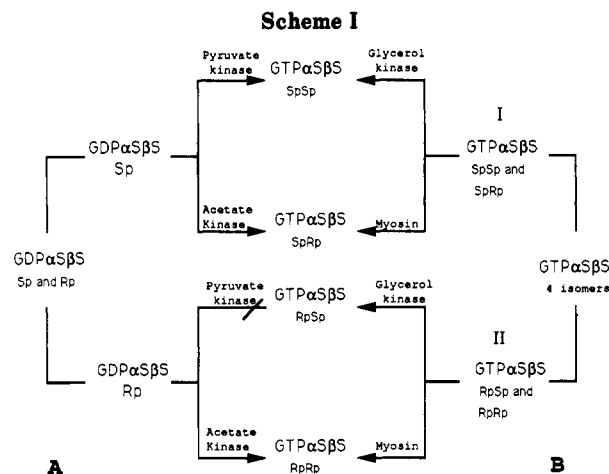 Scheme I
Pyruvate
kinase
GTPαSβS
SpSp
Glycerol
kinase
I
GDPαSβS
Sp
GTPαSβS
SpSp and
SpRp
Acetate
Kinase
GTPαSβS
SpRp
Myosin
GDPαSβS
Sp and Rp
GTPαSβS
4 isomers
Pyruvate
kinase
GTPαSβS
RpSp
Glycerol
kinase
II
GDPαSβS
Rp
GTPαSβS
RpSp and
RpRp
Acetate
Kinase
GTPαSβS
RpRp
Myosin
A
B